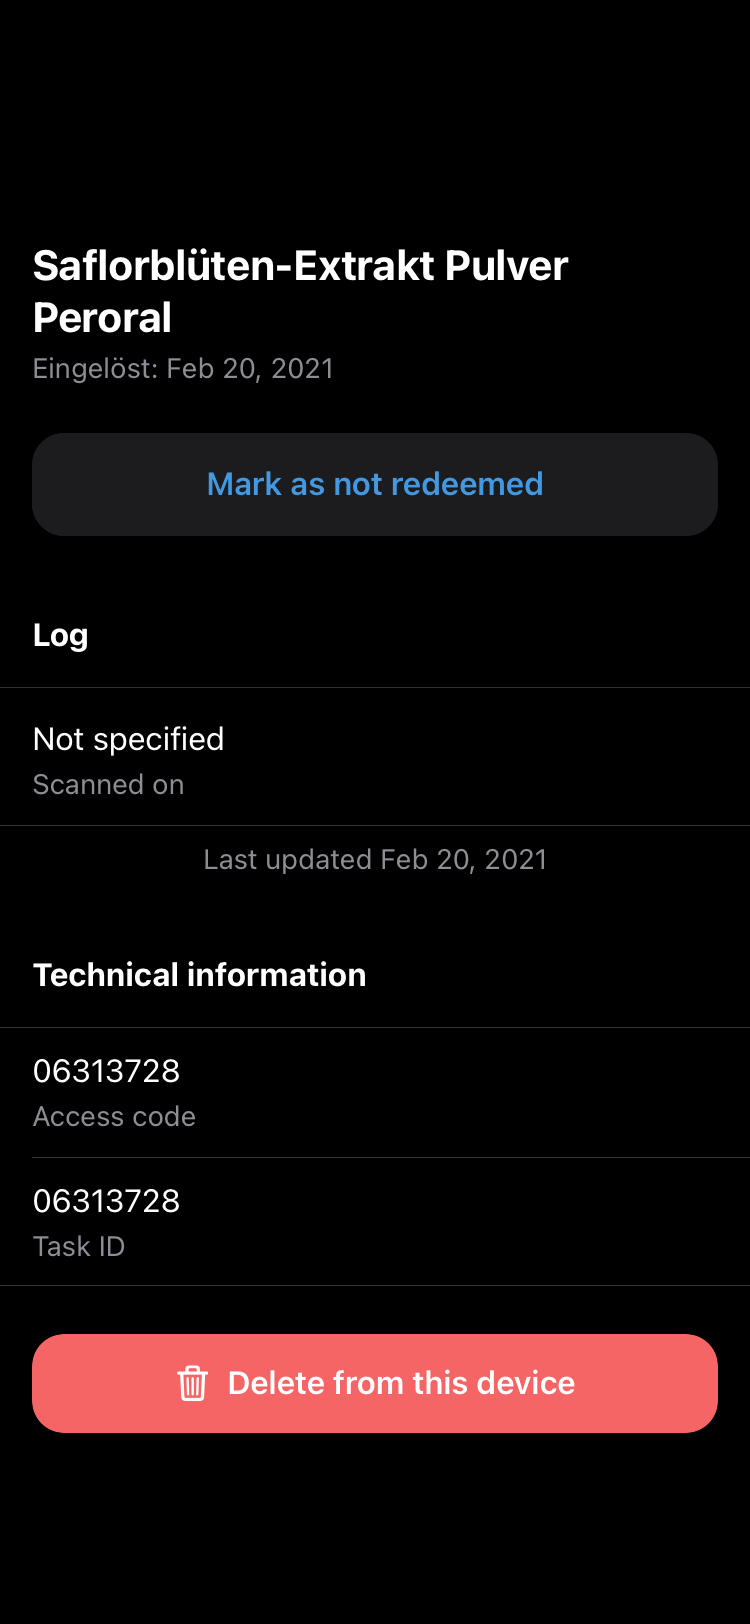 Saflorblüten-Extrakt Pulver
Peroral
Eingelöst: Feb 20, 2021
Mark as not redeemed
Log
Not specified
Scanned on
Last updated Feb 20, 2021
Technical information
06313728
Access code
06313728
Task ID
Delete from this device